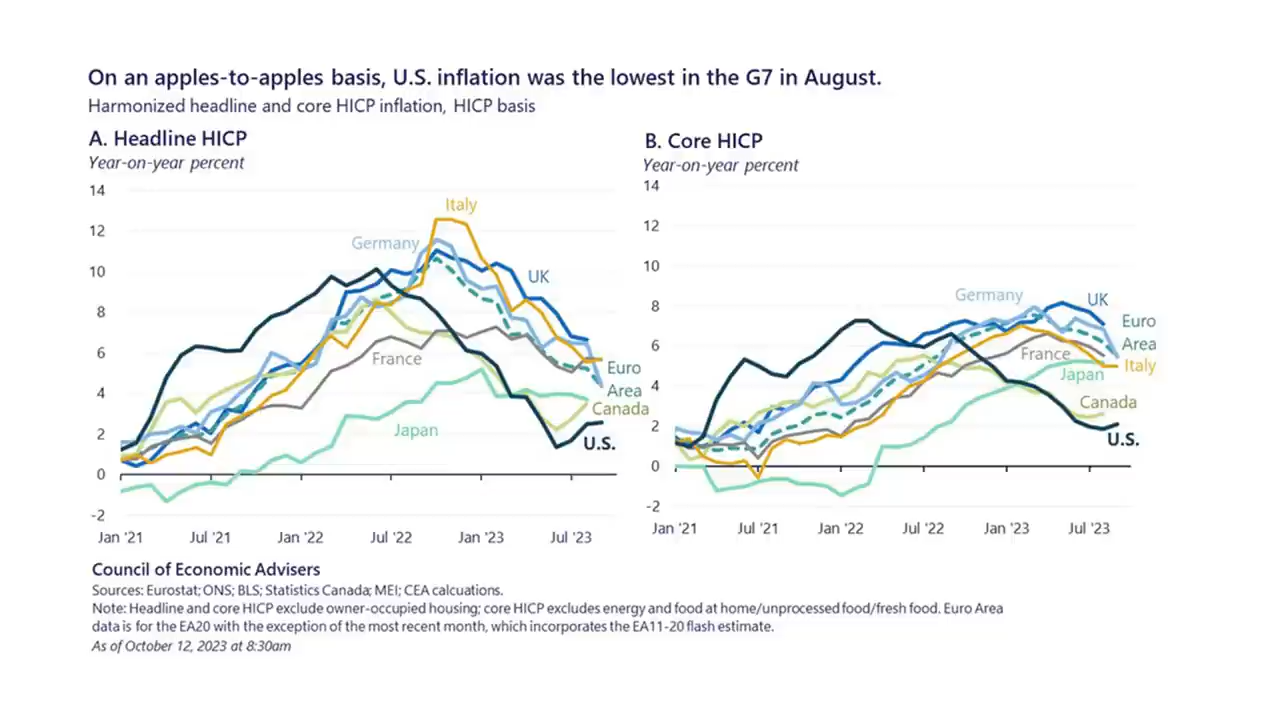 On an apples-to-apples basis, U.S. inflation was the lowest in the G7 in August.
Harmonized headline and core HICP inflation, HICP basis
A. Headline HICP
Year-on-year percent
14
12
10
8
6
4
2
0
-2
Italy
Germany
UK
France
Euro
Area
Canada
Japan
U.S.
Jan '21
Jul '21
Jan '22
Jul '22
Jan '23
Jul '23
B. Core HICP
Year-on-year percent
14
12
10
8
6
4
2
0
-2
Germany
UK
Euro
Area
France
Italy
Japan
Canada
U.S.
Jan '21
Jul '21
Jan '22
Jul '22
Jan '23
Jul '23
Council of Economic Advisers
Sources: Eurostat; ONS; BLS; Statistics Canada; MEI; CEA calcuations.
Note: Headline and core HICP exclude owner-occupied housing; core HICP excludes energy and food at home/unprocessed food/fresh food. Euro Area
data is for the EA20 with the exception of the most recent month, which incorporates the EA11-20 flash estimate.
As of October 12, 2023 at 8:30am